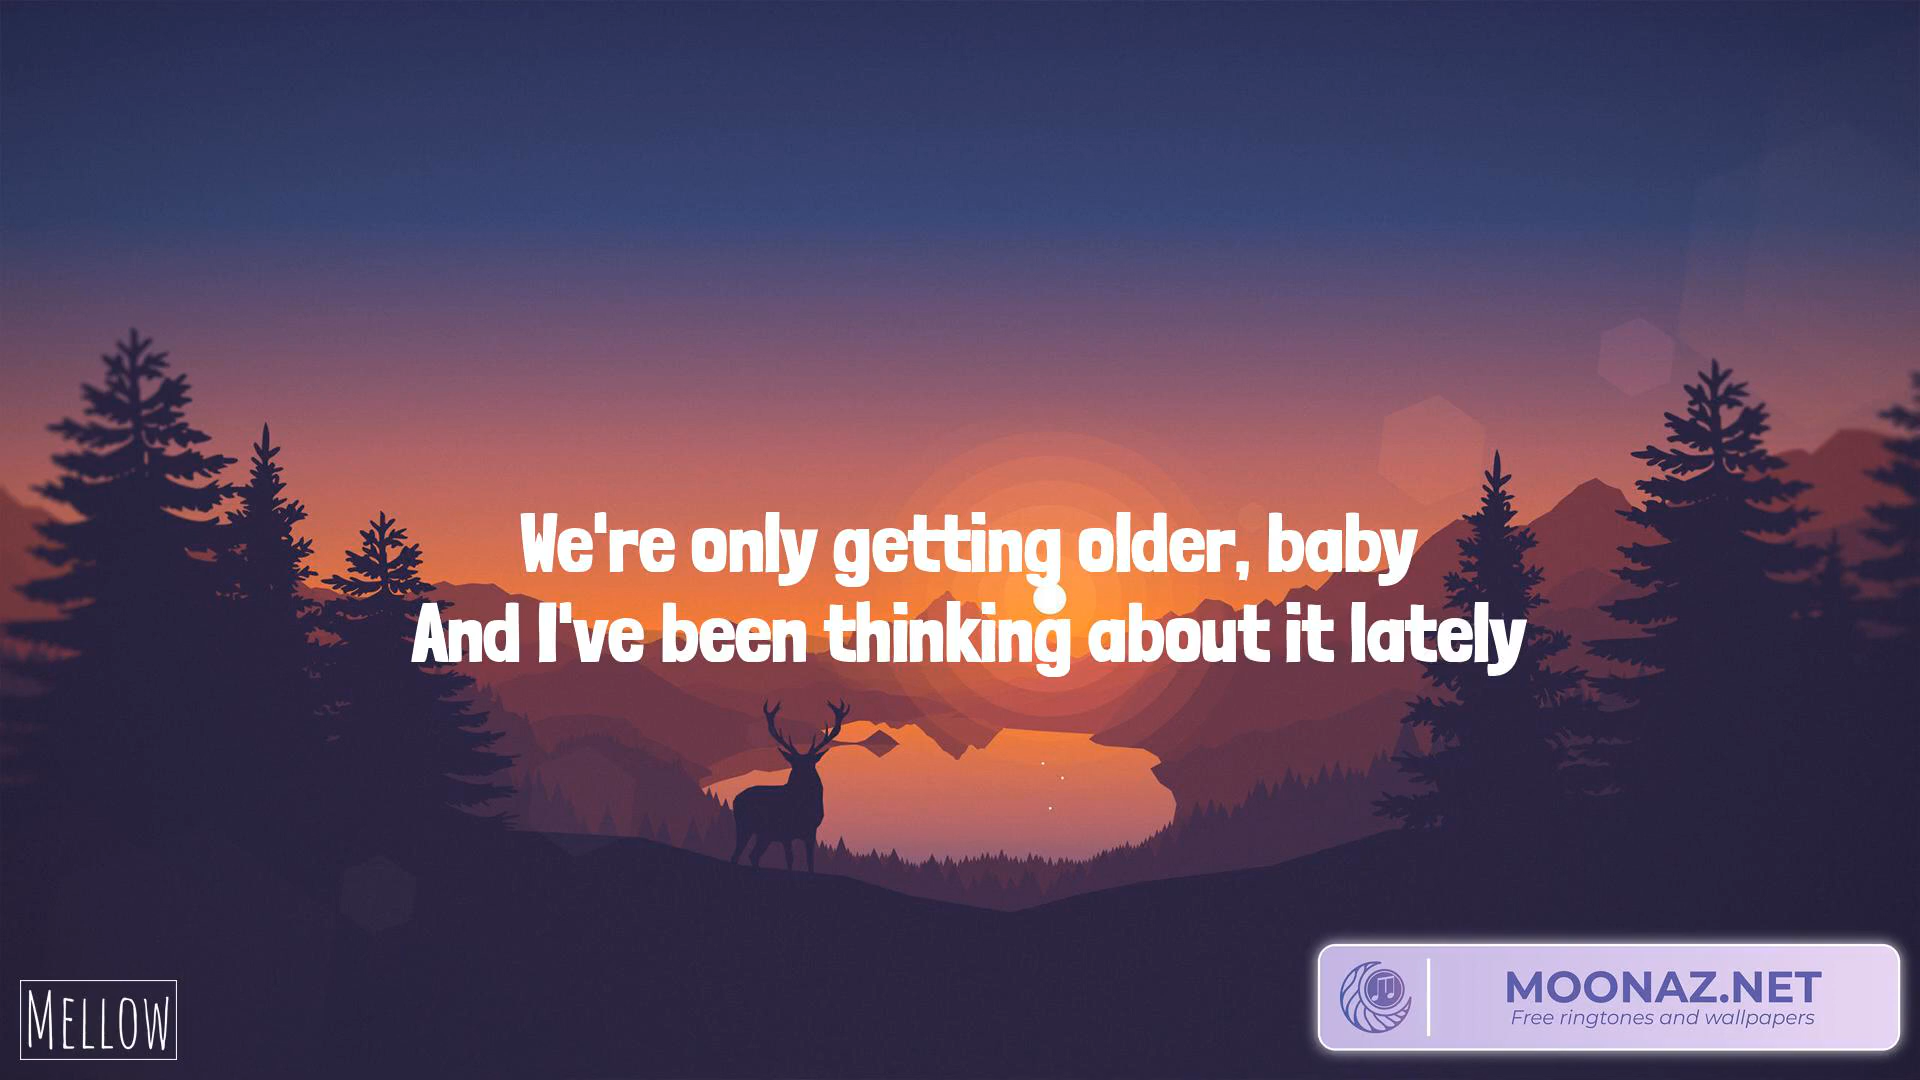 We're only getting older, baby
And I've been thinking about it lately
MELLOW
MOONAZ.NET
Free ringtones and wallpapers